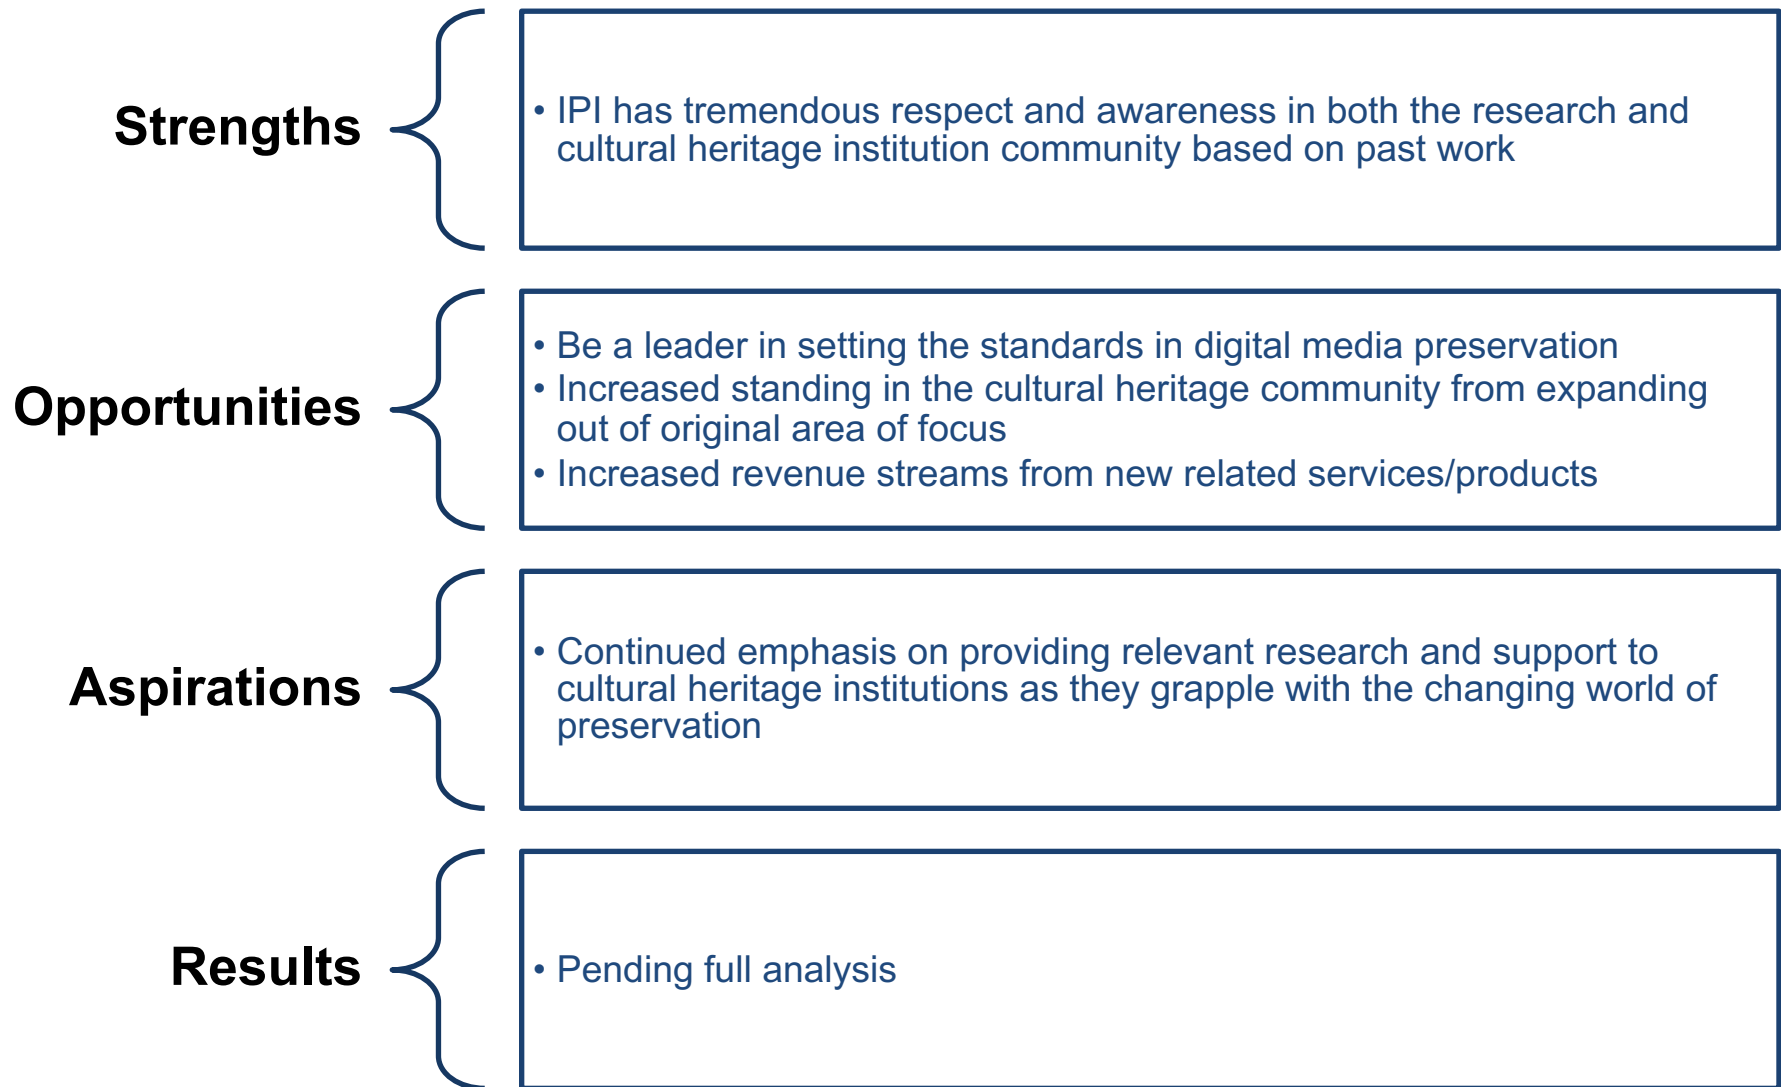 Strengths
• IPI has tremendous respect and awareness in both the research and
cultural heritage institution community based on past work
Opportunities
• Be a leader in setting the standards in digital media preservation
• Increased standing in the cultural heritage community from expanding
out of original area of focus
• Increased revenue streams from new related services/products
Aspirations
• Continued emphasis on providing relevant research and support to
cultural heritage institutions as they grapple with the changing world of
preservation
Results
• Pending full analysis